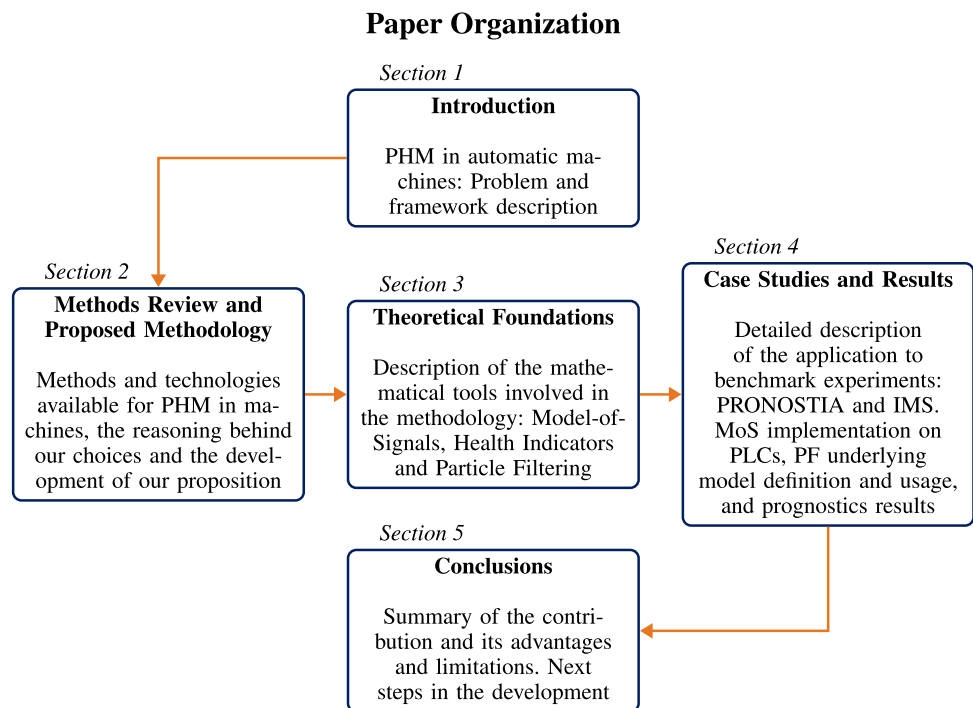 Paper Organization
Section 1
Introduction
PHM in automatic ma-
chines: Problem and
framework description
Section 2
Methods Review and
Proposed Methodology
Methods and technologies
available for PHM in ma-
chines, the reasoning behind
our choices and the devel-
opment of our proposition
Section 3
Theoretical Foundations
Description of the mathe-
matical tools involved in
the methodology: Model-of-
Signals, Health Indicators
and Particle Filtering
Section 4
Case Studies and Results
Detailed description
of the application to
benchmark experiments:
PRONOSTIA and IMS.
MoS implementation on
PLCs, PF underlying
model definition and usage,
and prognostics results
Section 5
Conclusions
Summary of the contri-
bution and its advantages
and limitations. Next
steps in the development